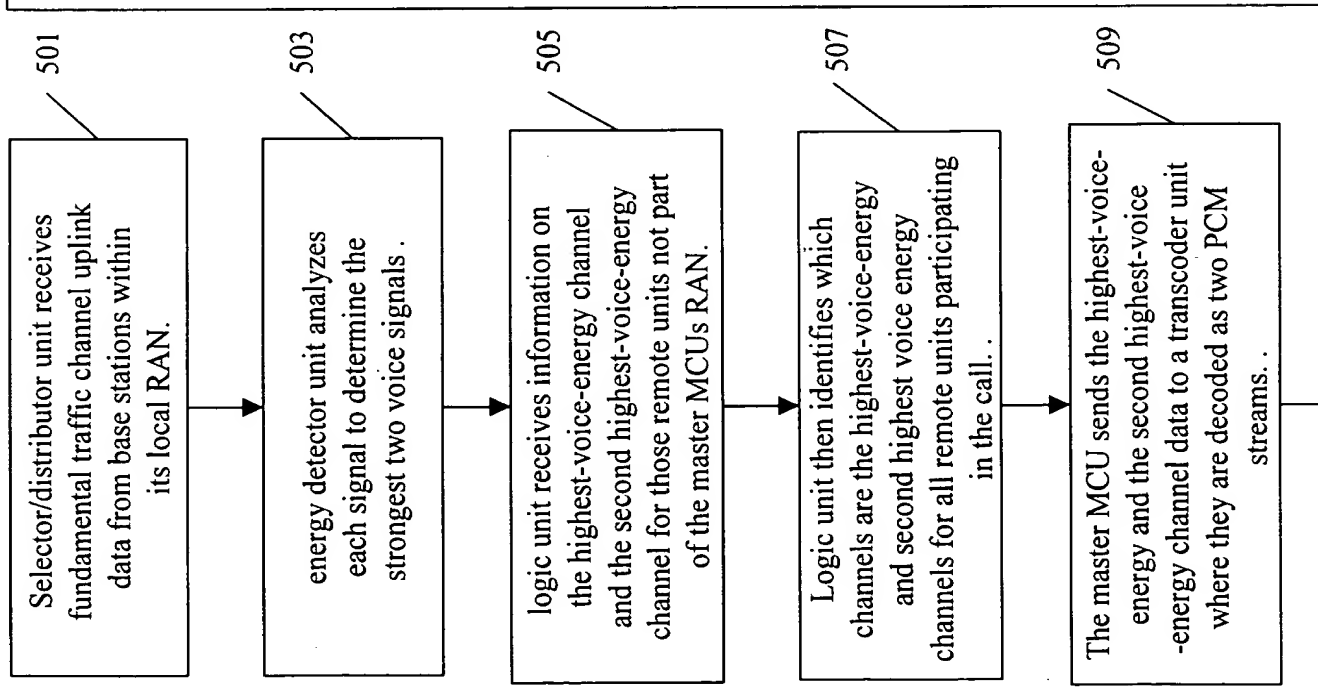 501
Selector/distributor unit receives
fundamental traffic channel uplink
data from base stations within
its local RAN.
503
energy detector unit analyzes
each signal to determine the
strongest two voice signals .
505
logic unit receives information on
the highest-voice-energy channel
and the second highest-voice-energy
channel for those remote units not part
of the master MCUs RAN.
507
Logic unit then identifies which
channels are the highest-voice-energy
and second highest voice energy
channels for all remote units participating
in the call. .
509
The master MCU sends the highest-voice-
energy and the second highest-voice
-energy channel data to a transcoder unit
where they are decoded as two PCM
streams. .